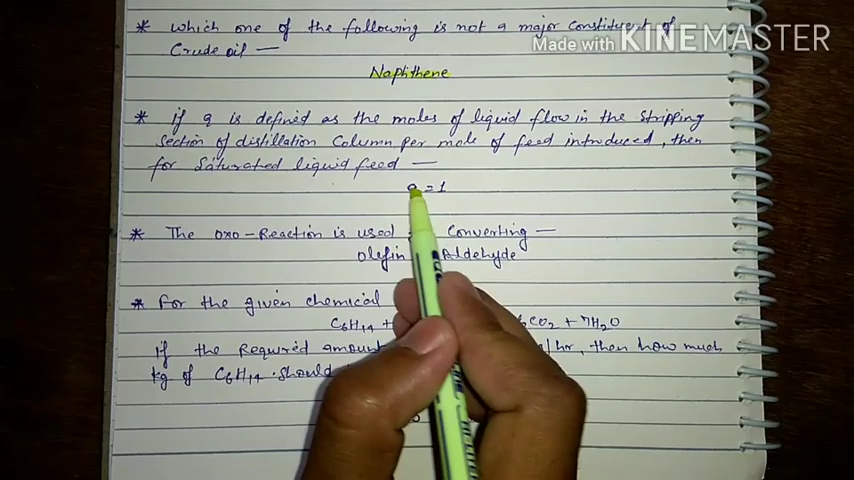 Made with KINEMASTER
* which one of the following is not a major constituent of
Crude oil —
Naphthene
* if q is defined as the moles of liquid flow in the stripping
section of distillation column per mole of feed introduced, then
for saturated liquid feed —
q = 1
* The oxo-Reaction is used converting —
Olefin Aldehyde
* For the given chemical
C6H14 + CO2 + 7H2O
if the Required amount /hr, then how much
kg of C6H14 should